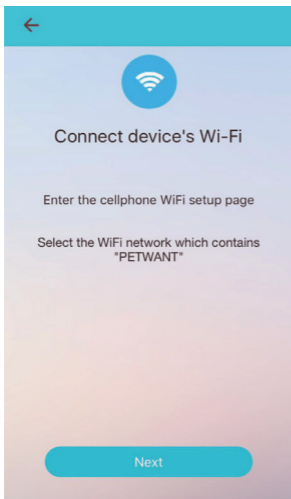 Connect device's Wi-Fi
Enter the cellphone WiFi setup page
Select the WiFi network which contains
"PETWANT"
Next